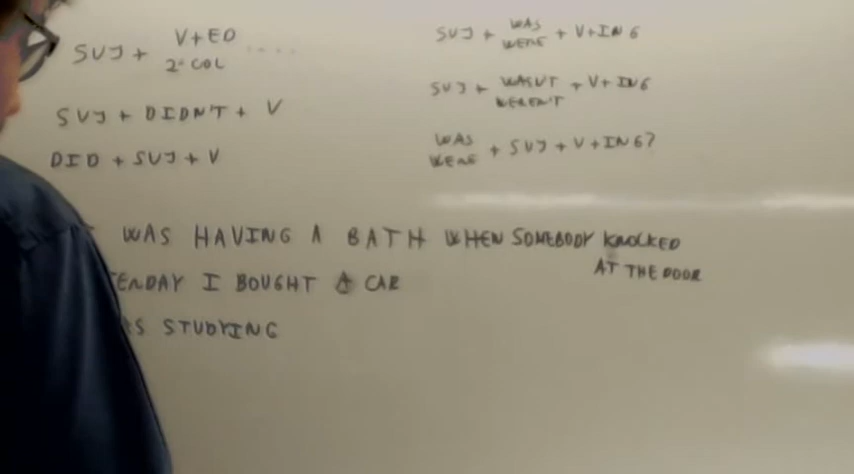 SUJ + V+ED ....
2ª COL
SUJ + DIDN'T + V
DID + SUJ + V
SUJ + WAS + V+ING
WERE
SUJ + WASN'T + V+ING
WEREN'T
WAS + SUJ + V+ING?
WERE
WAS HAVING A BATH WHEN SOMEBODY KNOCKED
AT THE DOOR
I BOUGHT A CAR
STUDYING